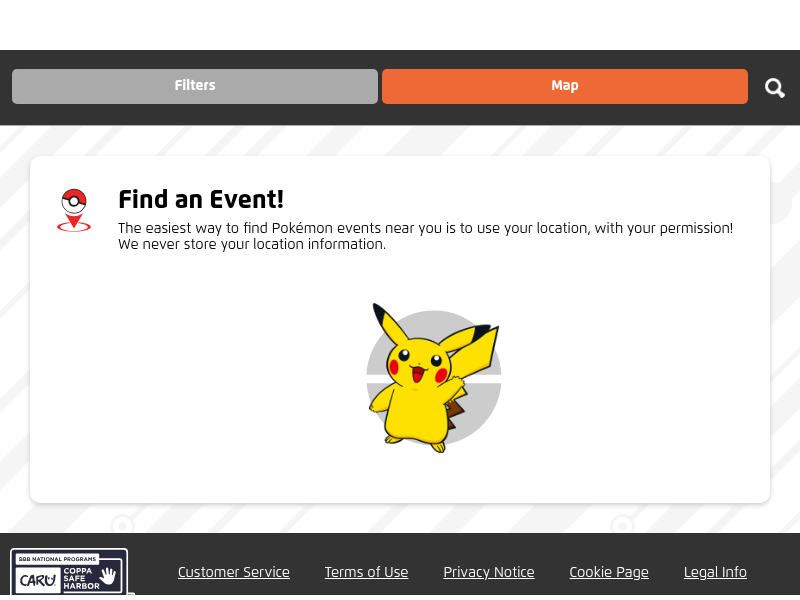 Filters
Map
Find an Event!
The easiest way to find Pokémon events near you is to use your location, with your permission!
We never store your location information.
BBB NATIONAL PROGRAMS
CARU
COPPA
SAFE
HARBOR
Customer Service
Terms of Use
Privacy Notice
Cookie Page
Legal Info